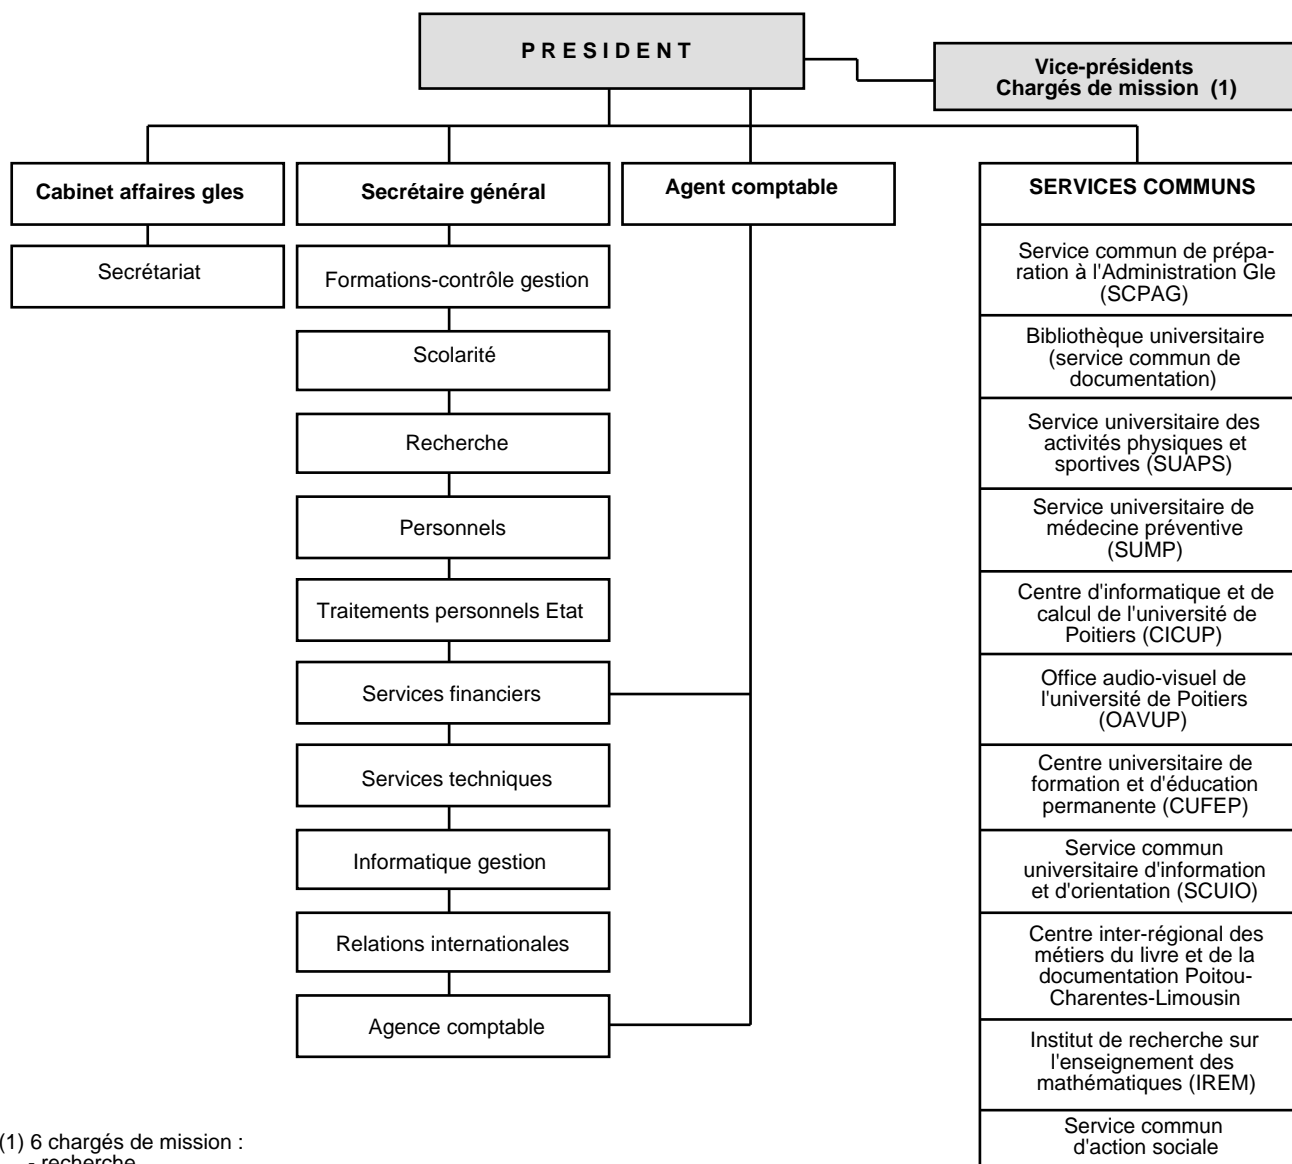 PRESIDENT
Vice-présidents
Chargés de mission (1)
Cabinet affaires gles
Secrétariat
Secrétaire général
Formations-contrôle gestion
Scolarité
Recherche
Personnels
Traitements personnels Etat
Services financiers
Services techniques
Informatique gestion
Relations internationales
Agence comptable
Agent comptable
SERVICES COMMUNS
Service commun de prépa-
ration à l'Administration Gle
(SCPAG)
Bibliothèque universitaire
(service commun de
documentation)
Service universitaire des
activités physiques et
sportives (SUAPS)
Service universitaire de
médecine préventive
(SUMP)
Centre d'informatique et de
calcul de l'université de
Poitiers (CICUP)
Office audio-visuel de
l'université de Poitiers
(OAVUP)
Centre universitaire de
formation et d'éducation
permanente (CUFEP)
Service commun
universitaire d'information
et d'orientation (SCUIO)
Centre inter-régional des
métiers du livre et de la
documentation Poitou-
Charentes-Limousin
Institut de recherche sur
l'enseignement des
mathématiques (IREM)
Service commun
d'action sociale
(1) 6 chargés de mission :
- recherche